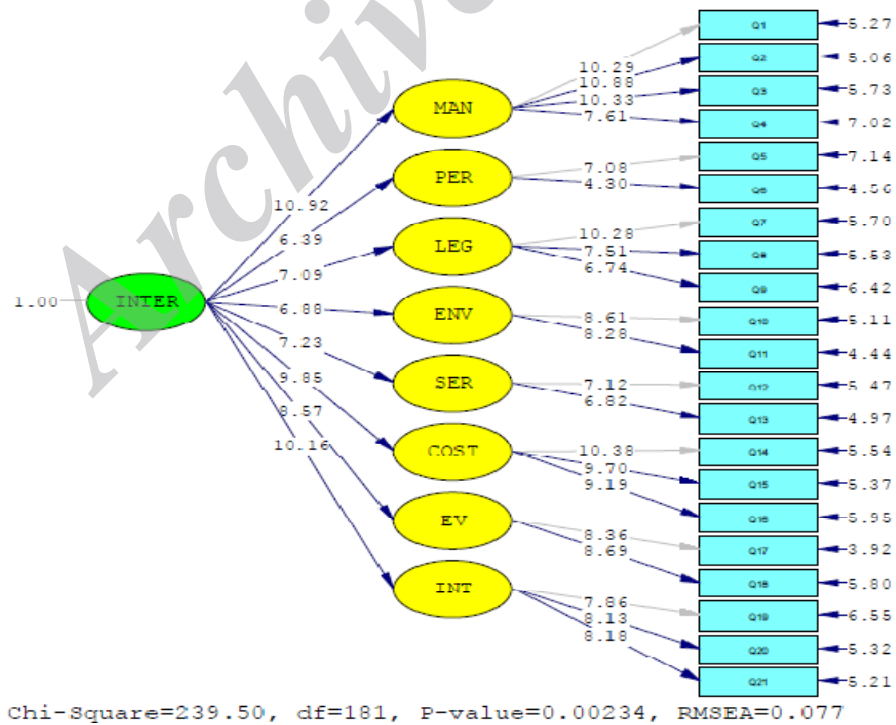 Archive
Q1
5.27
Q2
5.06
10.29
10.88
Q3
5.73
MAN
10.33
7.61
Q4
7.02
Q5
7.14
PER
7.08
4.30
Q6
4.56
10.92
6.39
Q7
5.70
LEG
10.28
7.51
Q8
5.53
7.09
6.74
Q9
6.42
1.00
INTER
6.88
ENV
8.61
8.28
Q10
5.11
Q11
4.44
7.23
SER
7.12
6.82
Q12
5.47
9.85
Q13
4.97
8.57
10.16
COST
10.38
9.70
9.19
Q14
5.54
Q15
5.37
Q16
5.95
EV
8.36
8.69
Q17
3.92
Q18
5.80
INT
7.86
8.13
8.18
Q19
6.55
Q20
5.32
Q21
5.21
Chi-Square=239.50, df=181, P-value=0.00234, RMSEA=0.077